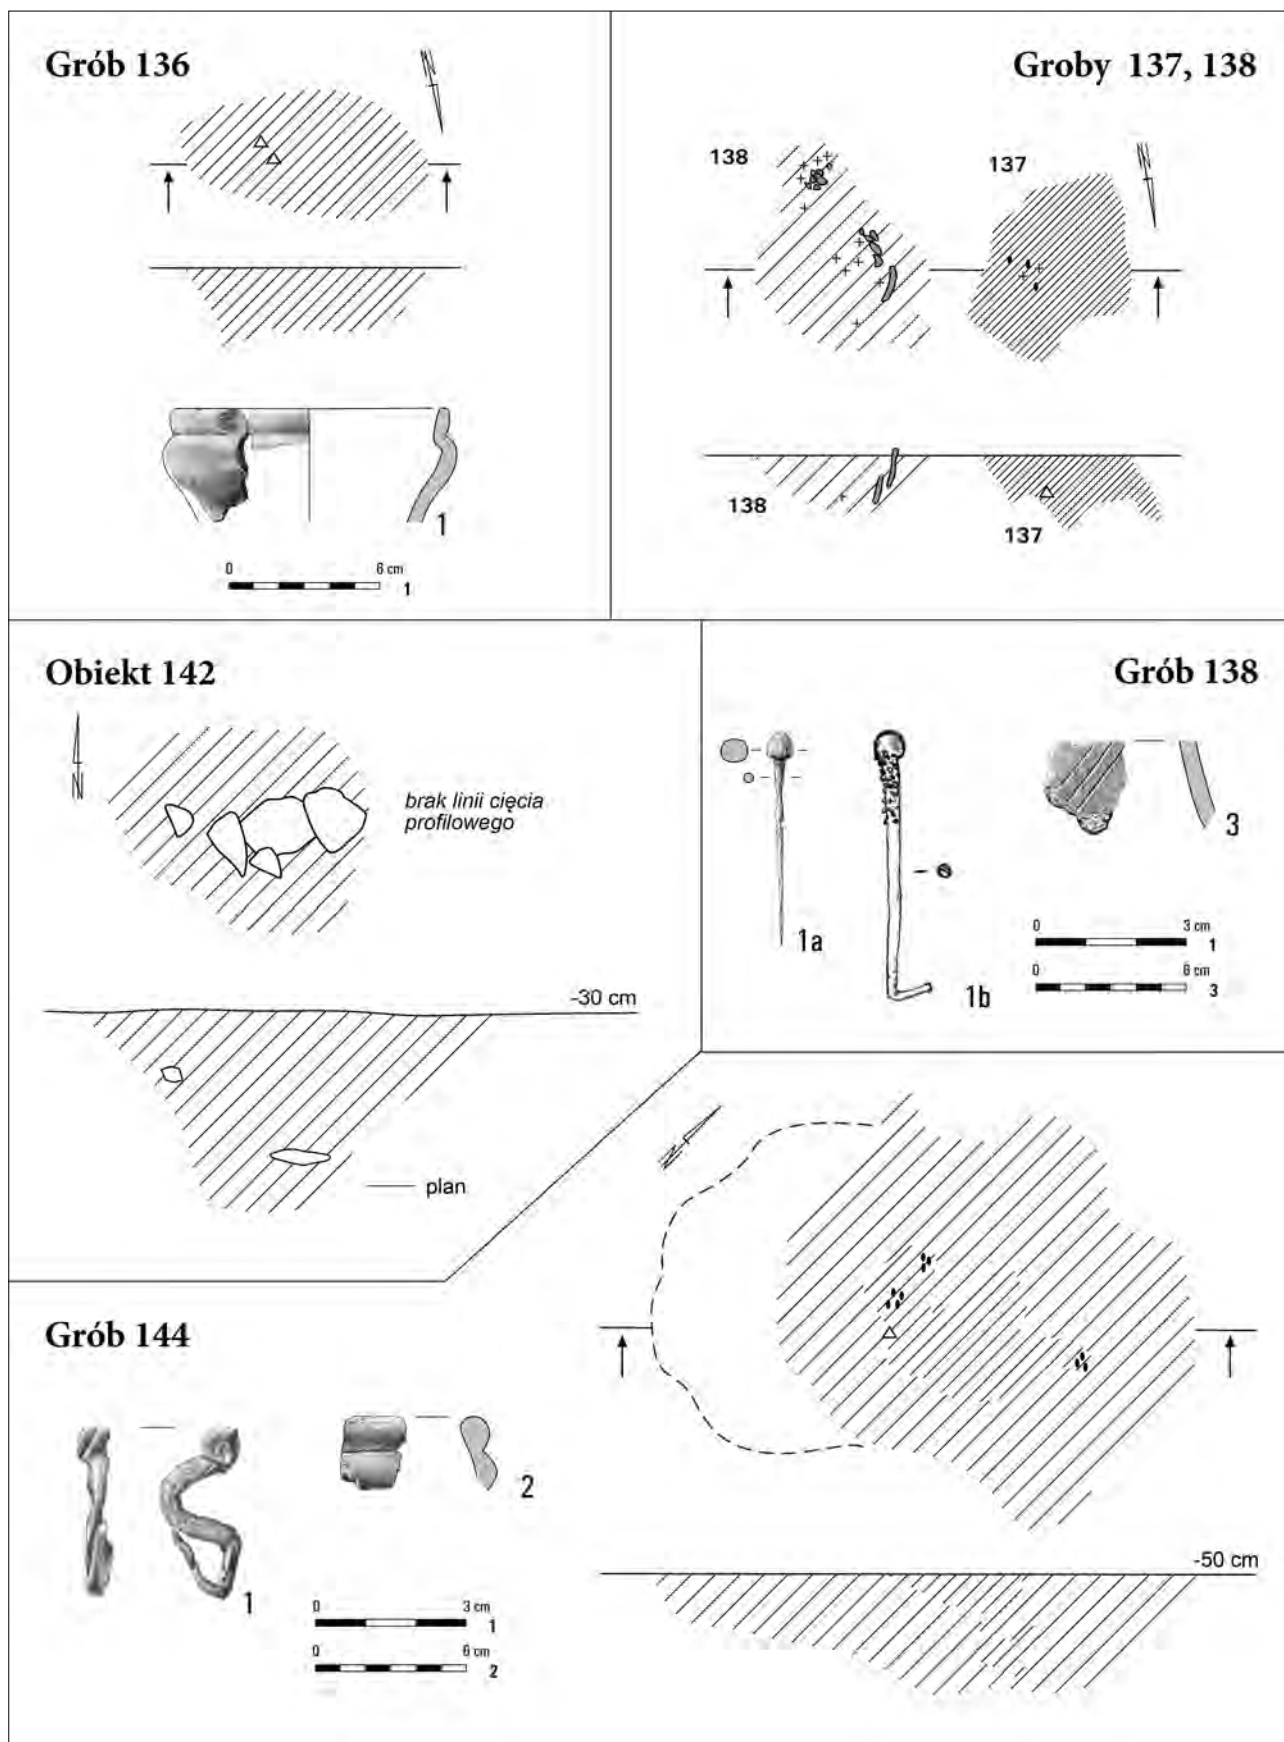 Grób 136
N
1
0 6 cm
1
Groby 137, 138
N
138
137
138
137
Obiekt 142
N
brak linii cięcia
profilowego
-30 cm
plan
Grób 138
1a
1b
3
0 3 cm
1
0 6 cm
3
Grób 144
N
1
2
0 3 cm
1
0 6 cm
2
-50 cm